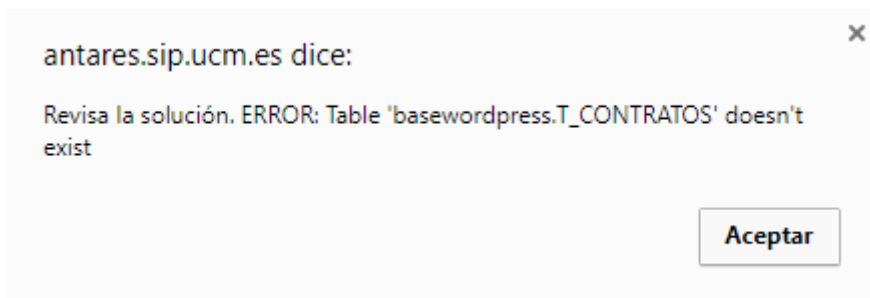 antares.sip.ucm.es dice:
Revisa la solución. ERROR: Table 'basewordpress.T_CONTRATOS' doesn't
exist
Aceptar